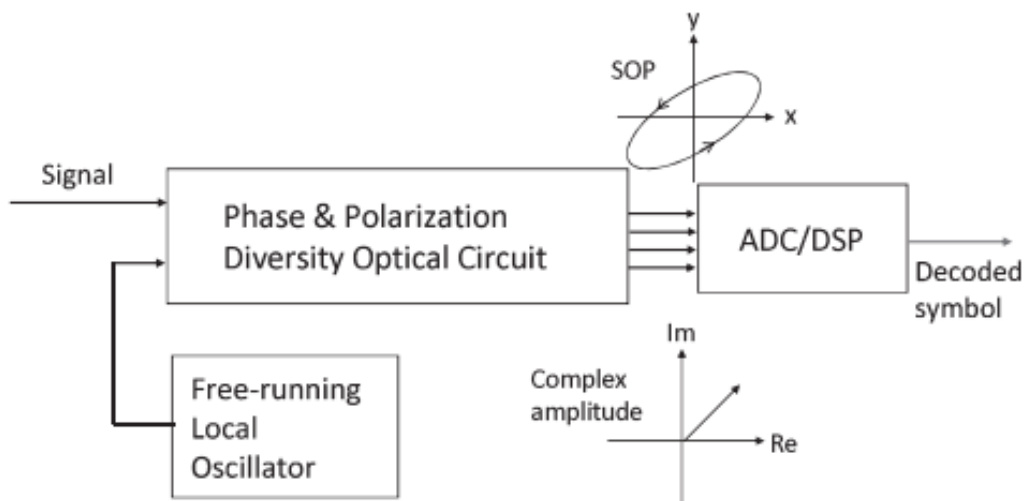 y
SOP
x
Signal
Phase & Polarization
Diversity Optical Circuit
ADC/DSP
Decoded
symbol
Free-running
Local
Oscillator
Im
Complex
amplitude
Re